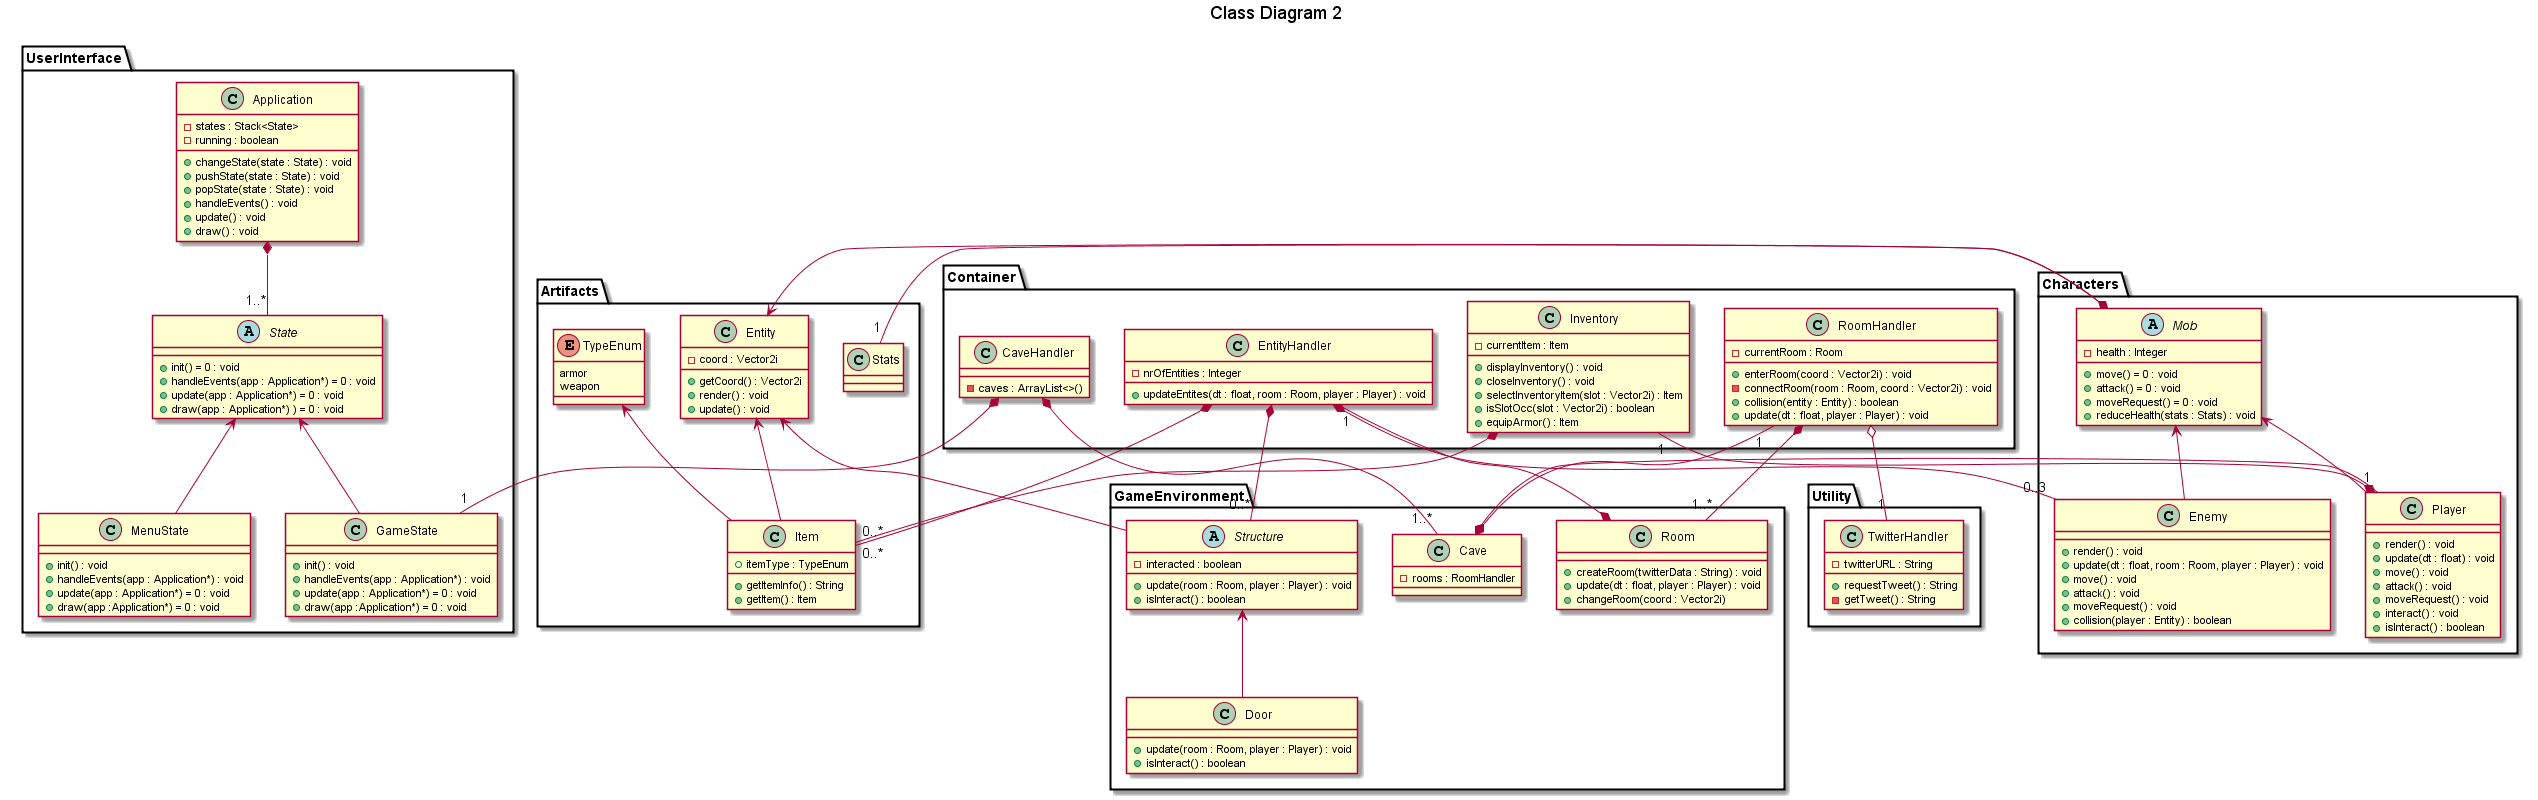 Class Diagram 2
UserInterface
C Application
states : Stack<State>
running : boolean
changeState(state : State) : void
pushState(state : State) : void
popState(state : State) : void
handleEvents() : void
update() : void
draw() : void
1..*
A State
init() = 0 : void
handleEvents(app : Application*) = 0 : void
update(app : Application*) = 0 : void
draw(app : Application*) ) = 0 : void
C MenuState
init() : void
handleEvents(app : Application*) : void
update(app : Application*) = 0 : void
draw(app :Application*) = 0 : void
1
C GameState
init() : void
handleEvents(app : Application*) : void
update(app : Application*) = 0 : void
draw(app :Application*) = 0 : void
Artifacts
E TypeEnum
armor
weapon
C Entity
coord : Vector2i
getCoord() : Vector2i
render() : void
update() : void
1
C Stats
C Item
itemType : TypeEnum
getItemInfo() : String
getItem() : Item
0..*
0..*
Container
C CaveHandler
caves : ArrayList<>()
C EntityHandler
nrOfEntities : Integer
updateEntites(dt : float, room : Room, player : Player) : void
1
C Inventory
currentItem : Item
displayInventory() : void
closeInventory() : void
selectInventoryItem(slot : Vector2i) : Item
isSlotOcc(slot : Vector2i) : boolean
equipArmor() : Item
1
C RoomHandler
currentRoom : Room
enterRoom(coord : Vector2i) : void
connectRoom(room : Room, coord : Vector2i) : void
collision(entity : Entity) : boolean
update(dt : float, player : Player) : void
1
GameEnvironment
0..*
A Structure
interacted : boolean
update(room : Room, player : Player) : void
isInteract() : boolean
1..*
C Cave
rooms : RoomHandler
1..*
C Room
createRoom(twitterData : String) : void
update(dt : float, player : Player) : void
changeRoom(coord : Vector2i)
C Door
update(room : Room, player : Player) : void
isInteract() : boolean
Utility
1
C TwitterHandler
twitterURL : String
requestTweet() : String
getTweet() : String
Characters
A Mob
health : Integer
move() = 0 : void
attack() = 0 : void
moveRequest() = 0 : void
reduceHealth(stats : Stats) : void
0..3
C Enemy
render() : void
update(dt : float, room : Room, player : Player) : void
move() : void
attack() : void
moveRequest() : void
collision(player : Entity) : boolean
1
C Player
render() : void
update(dt : float) : void
move() : void
attack() : void
moveRequest() : void
interact() : void
isInteract() : boolean